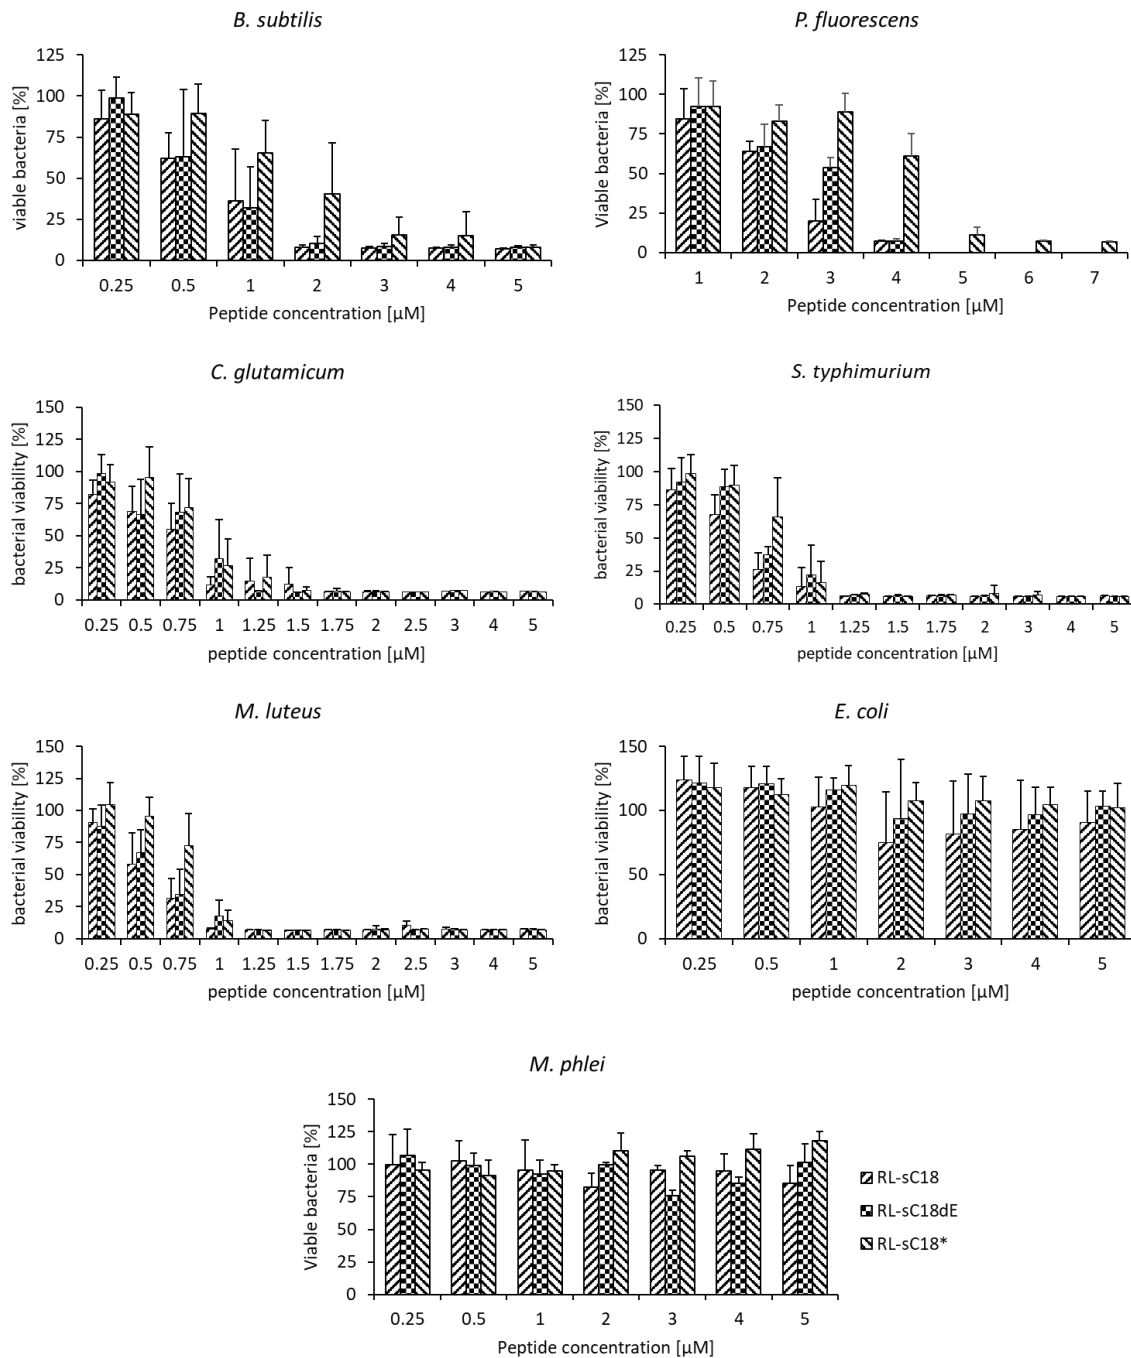 B. subtilis
viable bacteria [%]
125
100
75
50
25
0
0.25 0.5 1 2 3 4 5
Peptide concentration [µM]
P. fluorescens
Viable bacteria [%]
125
100
75
50
25
0
1 2 3 4 5 6 7
Peptide concentration [µM]
C. glutamicum
bacterial viability [%]
150
125
100
75
50
25
0
0.25 0.5 0.75 1 1.25 1.5 1.75 2 2.5 3 4 5
peptide concentration [µM]
S. typhimurium
bacterial viability [%]
150
125
100
75
50
25
0
0.25 0.5 0.75 1 1.25 1.5 1.75 2 3 4 5
peptide concentration [µM]
M. luteus
bacterial viability [%]
150
125
100
75
50
25
0
0.25 0.5 0.75 1 1.25 1.5 1.75 2 2.5 3 4 5
peptide concentration [µM]
E. coli
bacterial viability [%]
150
100
50
0
0.25 0.5 1 2 3 4 5
peptide concentration [µM]
M. phlei
Viable bacteria [%]
150
125
100
75
50
25
0
0.25 0.5 1 2 3 4 5
Peptide concentration [µM]
RL-sC18
RL-sC18dE
RL-sC18*